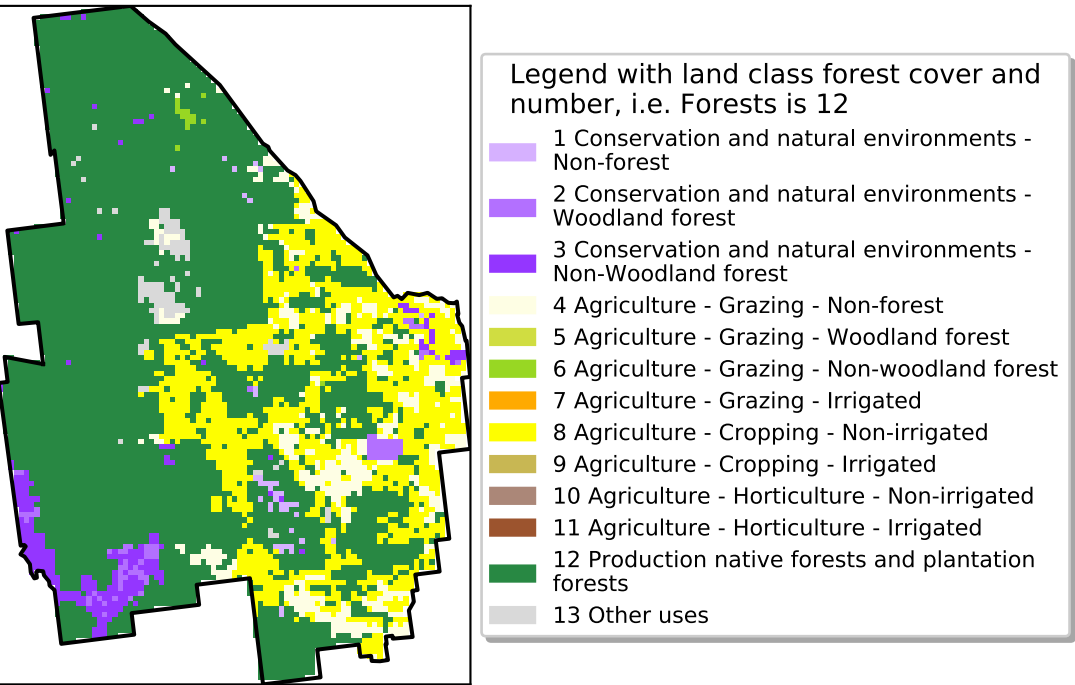 Legend with land class forest cover and
number, i.e. Forests is 12
1 Conservation and natural environments -
Non-forest
2 Conservation and natural environments -
Woodland forest
3 Conservation and natural environments -
Non-Woodland forest
4 Agriculture - Grazing - Non-forest
5 Agriculture - Grazing - Woodland forest
6 Agriculture - Grazing - Non-woodland forest
7 Agriculture - Grazing - Irrigated
8 Agriculture - Cropping - Non-irrigated
9 Agriculture - Cropping - Irrigated
10 Agriculture - Horticulture - Non-irrigated
11 Agriculture - Horticulture - Irrigated
12 Production native forests and plantation
forests
13 Other uses